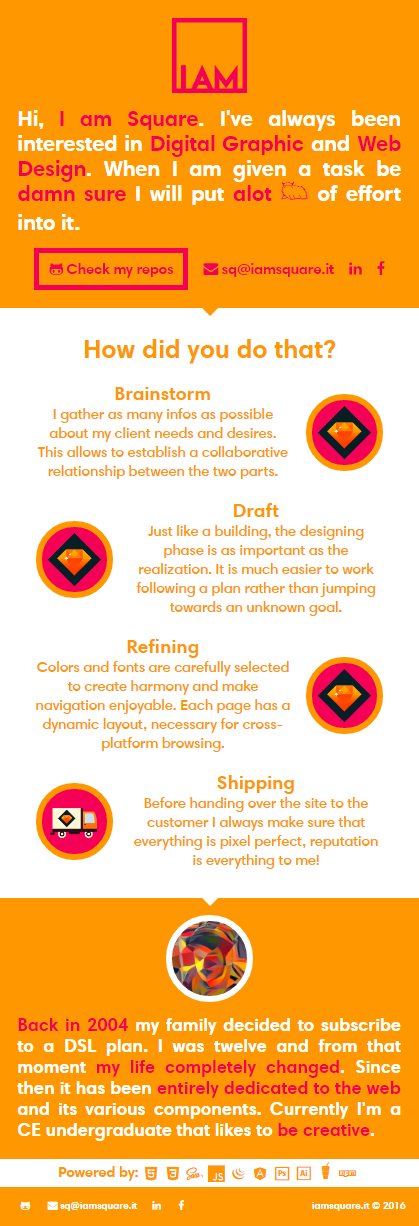 IAM
Hi, I am Square. I've always been
interested in Digital Graphic and Web
Design. When I am given a task be
damn sure I will put alot of effort
into it.
Check my repos sq@iamsquare.it in f
How did you do that?
Brainstorm
I gather as many infos as possible
about my client needs and desires.
This allows to establish a collaborative
relationship between the two parts.
Draft
Just like a building, the designing
phase is as important as the
realization. It is much easier to work
following a plan rather than jumping
towards an unknown goal.
Refining
Colors and fonts are carefully selected
to create harmony and make
navigation enjoyable. Each page has a
dynamic layout, necessary for cross-
platform browsing.
Shipping
Before handing over the site to the
customer I always make sure that
everything is pixel perfect, reputation
is everything to me!
Back in 2004 my family decided to subscribe
to a DSL plan. I was twelve and from that
moment my life completely changed. Since
then it has been entirely dedicated to the web
and its various components. Currently I'm a
CE undergraduate that likes to be creative.
Powered by: 5 3 Sass JS A Ps Ai npm
sq@iamsquare.it in f iamsquare.it © 2016